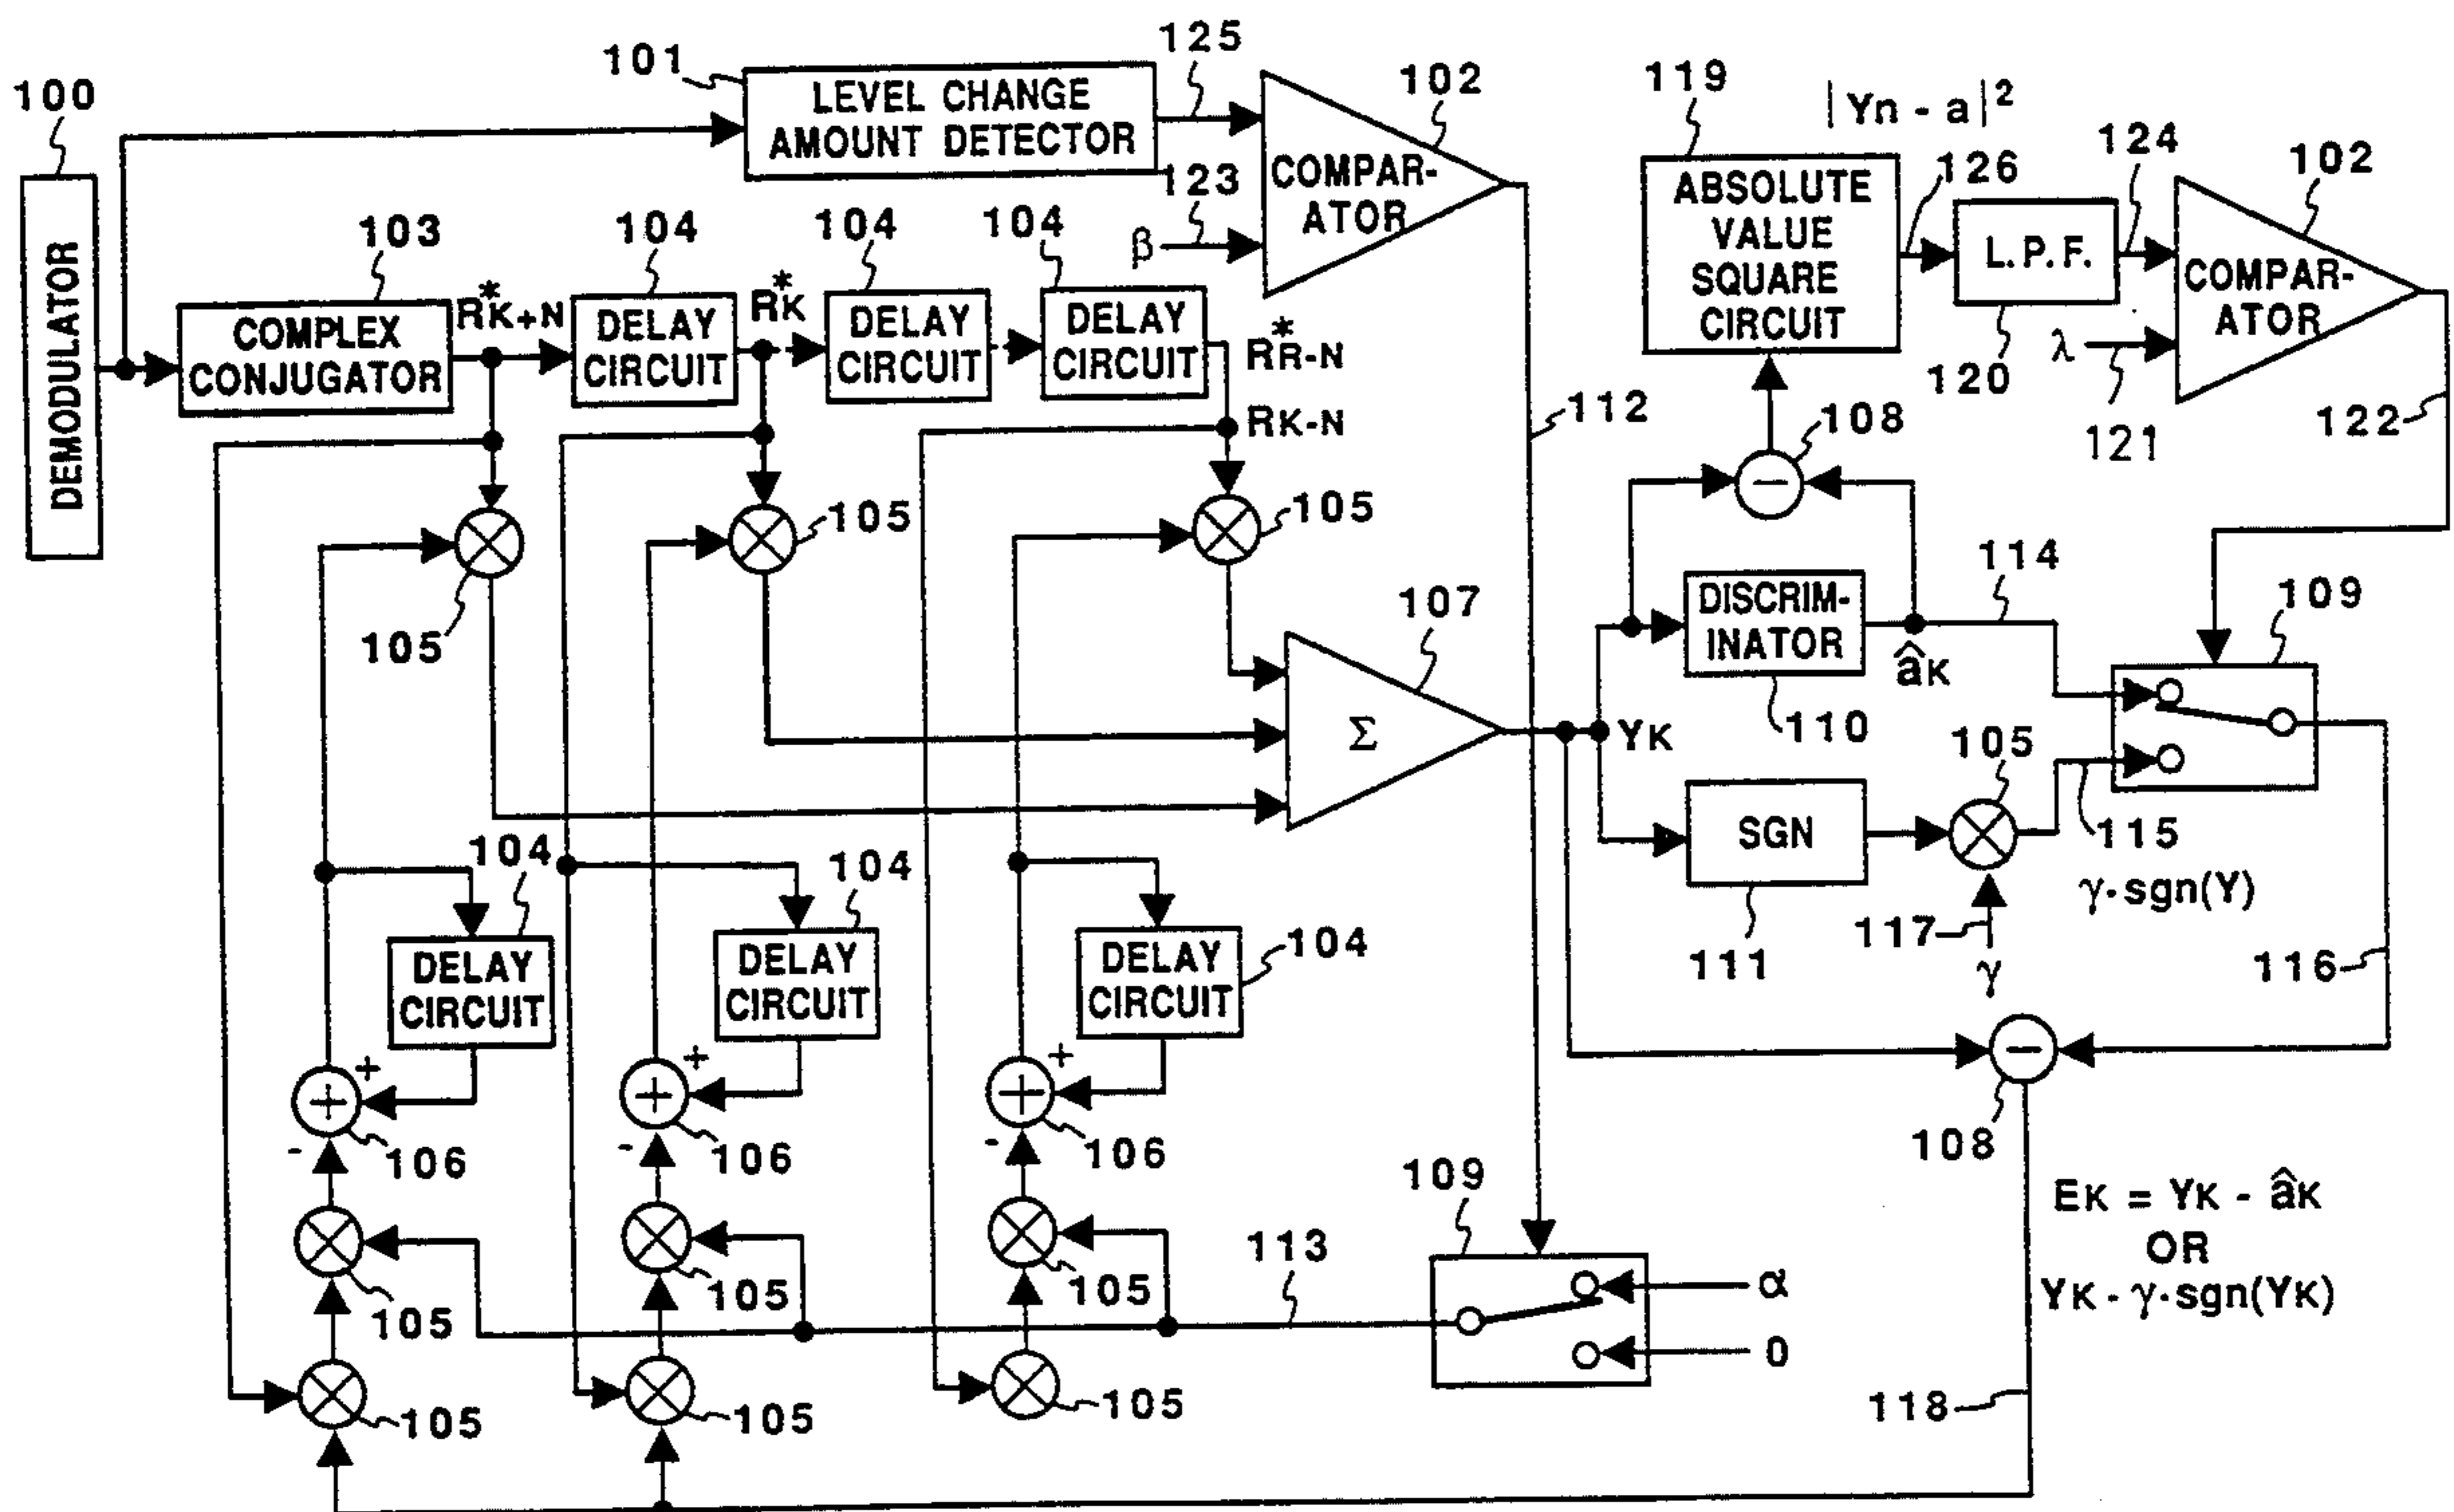 100
DEMODULATOR
101
LEVEL CHANGE
AMOUNT DETECTOR
125
123
β
102
COMPAR-
ATOR
119
|Yn - a|²
ABSOLUTE
VALUE
SQUARE
CIRCUIT
126
L.P.F.
120
124
λ
121
102
COMPAR-
ATOR
122
103
COMPLEX
CONJUGATOR
R*K+N
104
DELAY
CIRCUIT
R*K
104
DELAY
CIRCUIT
104
DELAY
CIRCUIT
R*R-N
RK-N
112
105
105
105
108
DISCRIM-
INATOR
110
âK
114
109
107
Σ
YK
SGN
111
105
117
γ
115
γ·sgn(Y)
116
104
DELAY
CIRCUIT
104
DELAY
CIRCUIT
DELAY
CIRCUIT
104
+
+
-
106
+
+
-
106
+
+
-
106
108
EK = YK - âK
OR
YK - γ·sgn(YK)
105
105
105
113
109
α
0
105
105
105
118